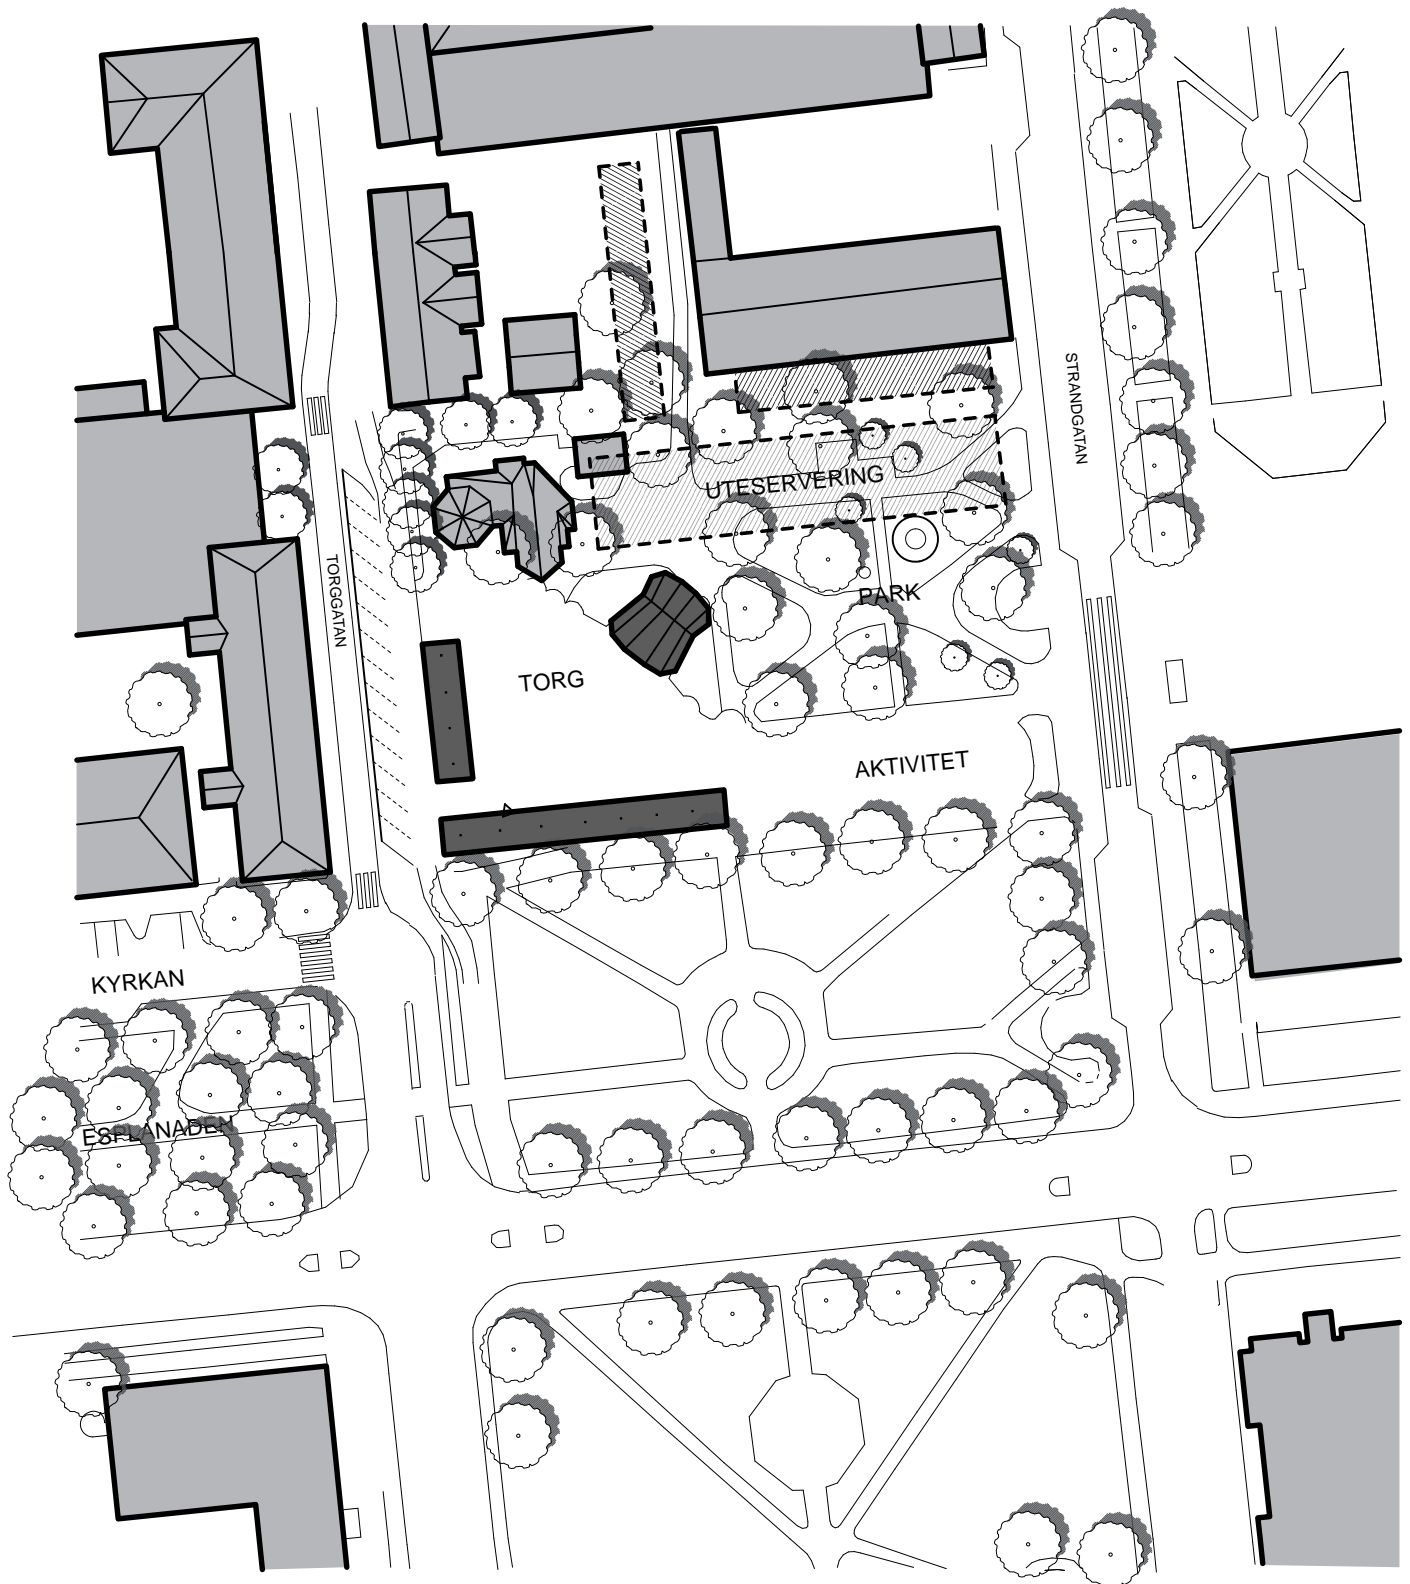 STRANDGATAN
UTESERVERING
TORGGATAN
PARK
TORG
AKTIVITET
KYRKAN
ESPLANADEN